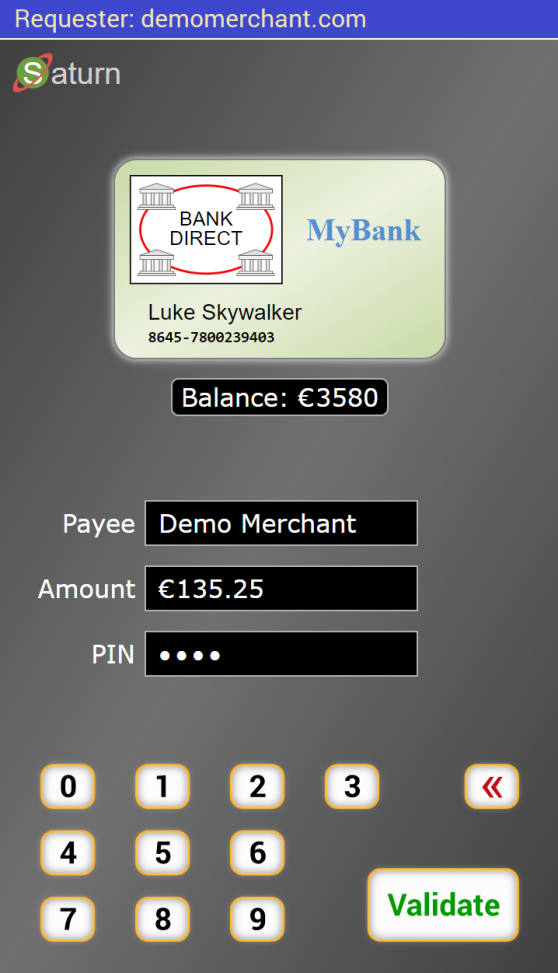 Requester: demomerchant.com
Saturn
BANK
DIRECT
MyBank
Luke Skywalker
8645-7800239403
Balance: €3580
Payee
Demo Merchant
Amount
€135.25
PIN
••••
0 1 2 3 «
4 5 6
Validate
7 8 9